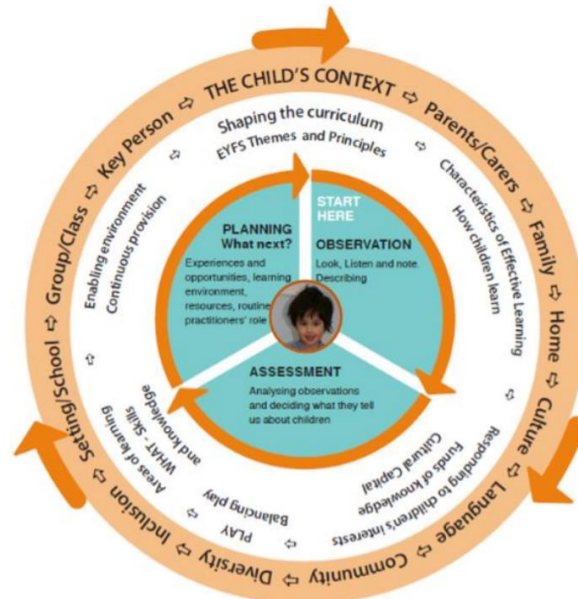 THE CHILD'S CONTEXT ⇨ Parents/Carers ⇨ Family ⇨ Home ⇨ Culture ⇨ Language ⇨ Community ⇨ Diversity ⇨ Inclusion ⇨ Setting/School ⇨ Group/Class ⇨ Key Person ⇨
Shaping the curriculum
EYFS Themes and Principles
Characteristics of Effective Learning
How children learn
Responding to children's interests
Funds of knowledge
Cultural Capital
Balancing play
PLAY
Areas of learning
WHAT - Skills
and knowledge
Enabling environment
Continuous provision
START
HERE
OBSERVATION
Look, Listen and note.
Describing
ASSESSMENT
Analysing observations
and deciding what they tell
us about children
PLANNING
What next?
Experiences and
opportunities, learning
environment,
resources, routine
practitioners' role